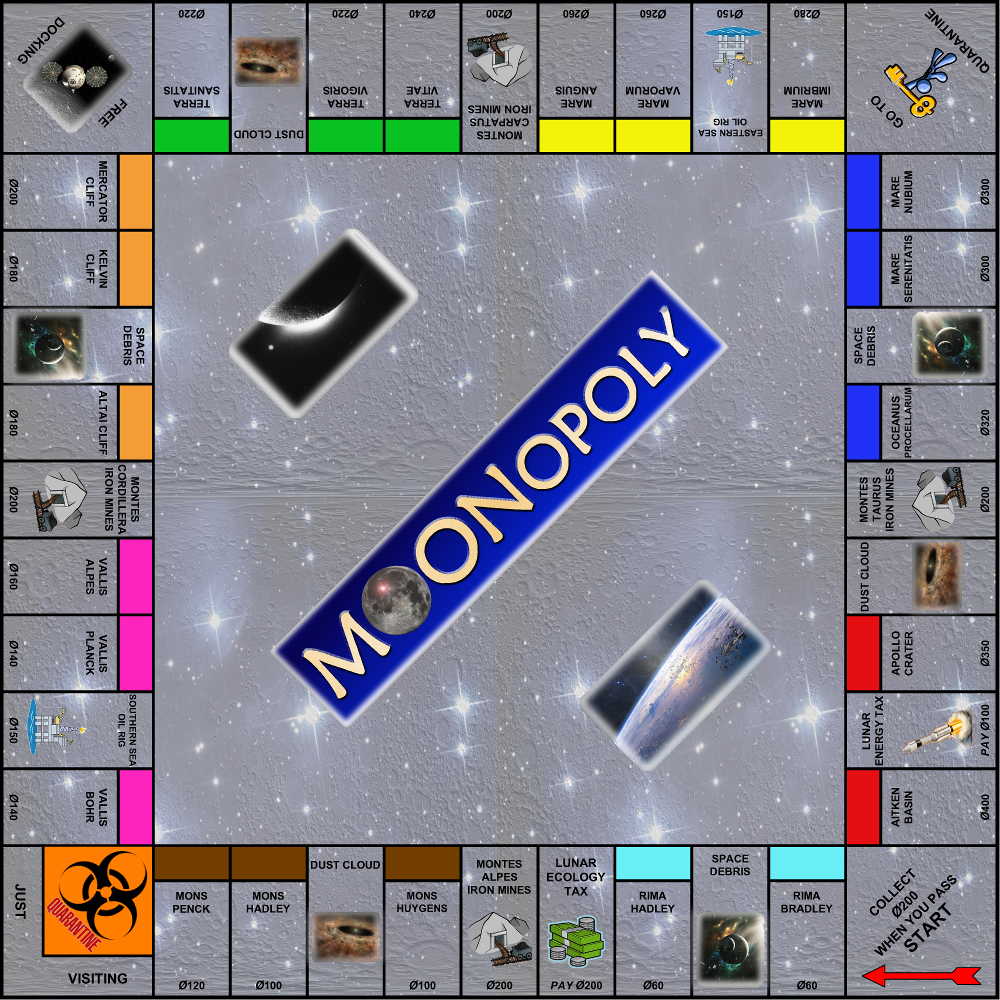 DOCKING
FREE
Ø220
TERRA
SANITATIS
DUST CLOUD
Ø220
TERRA
VIGORIS
Ø240
TERRA
VITAE
Ø200
MONTES
CARPATUS
IRON MINES
Ø260
MARE
ANGUIS
Ø260
MARE
VAPORUM
Ø150
EASTERN SEA
OIL RIG
Ø280
MARE
IMBRIUM
GO TO
QUARANTINE
MERCATOR
CLIFF
Ø200
KELVIN
CLIFF
Ø180
SPACE
DEBRIS
ALTAI CLIFF
Ø180
MONTES
CORDILLERA
IRON MINES
Ø200
VALLIS
ALPES
Ø160
VALLIS
PLANCK
Ø140
SOUTHERN SEA
OIL RIG
Ø150
VALLIS
BOHR
Ø140
MOONOPOLY
MARE
NUBIUM
Ø300
MARE
SERENITATIS
Ø300
SPACE
DEBRIS
OCEANUS
PROCELLARUM
Ø320
MONTES
TAURUS
IRON MINES
Ø200
DUST CLOUD
APOLLO
CRATER
Ø350
LUNAR
ENERGY TAX
PAY Ø100
AITKEN
BASIN
Ø400
JUST
QUARANTINE
VISITING
MONS
PENCK
Ø120
MONS
HADLEY
Ø100
DUST CLOUD
MONS
HUYGENS
Ø100
MONTES
ALPES
IRON MINES
Ø200
LUNAR
ECOLOGY
TAX
PAY Ø200
RIMA
HADLEY
Ø60
SPACE
DEBRIS
RIMA
BRADLEY
Ø60
COLLECT
Ø200
WHEN YOU PASS
START